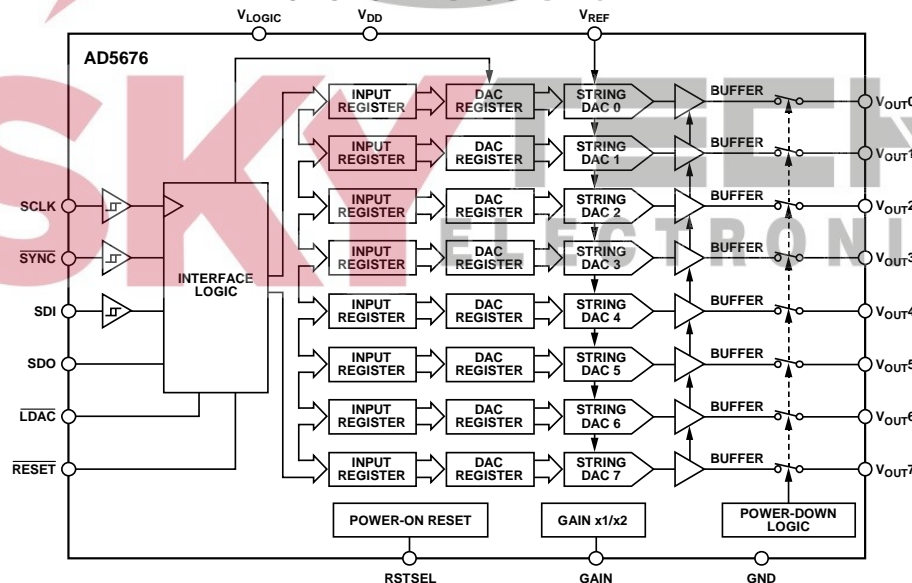 VLOGIC VDD VREF
AD5676
INPUT REGISTER DAC REGISTER STRING DAC 0 BUFFER VOUT0
INPUT REGISTER DAC REGISTER STRING DAC 1 BUFFER VOUT1
SCLK INPUT REGISTER DAC REGISTER STRING DAC 2 BUFFER VOUT2
SYNC INPUT REGISTER DAC REGISTER STRING DAC 3 BUFFER VOUT3
INTERFACE LOGIC
SDI INPUT REGISTER DAC REGISTER STRING DAC 4 BUFFER VOUT4
SDO INPUT REGISTER DAC REGISTER STRING DAC 5 BUFFER VOUT5
LDAC INPUT REGISTER DAC REGISTER STRING DAC 6 BUFFER VOUT6
RESET INPUT REGISTER DAC REGISTER STRING DAC 7 BUFFER VOUT7
POWER-ON RESET GAIN x1/x2 POWER-DOWN LOGIC
RSTSEL GAIN GND
SKY